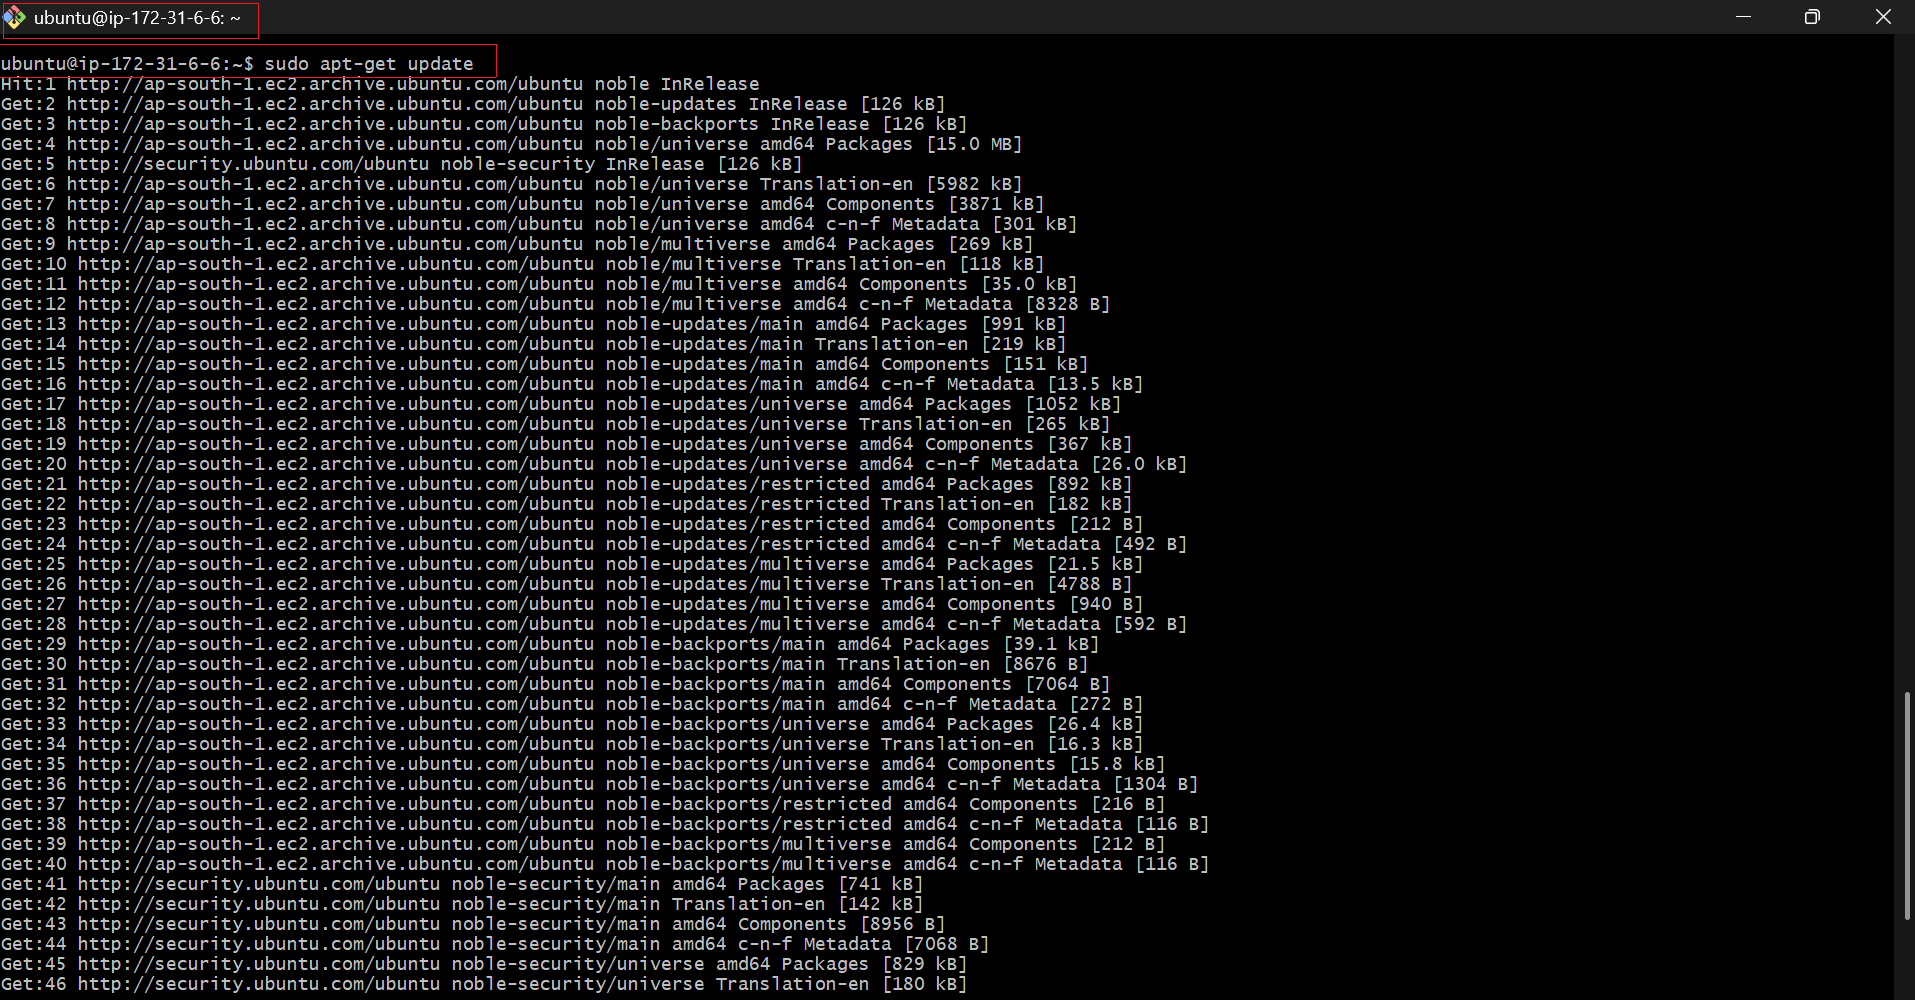 ubuntu@ip-172-31-6-6: ~
ubuntu@ip-172-31-6-6:~$ sudo apt-get update
Hit:1 http://ap-south-1.ec2.archive.ubuntu.com/ubuntu noble InRelease
Get:2 http://ap-south-1.ec2.archive.ubuntu.com/ubuntu noble-updates InRelease [126 kB]
Get:3 http://ap-south-1.ec2.archive.ubuntu.com/ubuntu noble-backports InRelease [126 kB]
Get:4 http://ap-south-1.ec2.archive.ubuntu.com/ubuntu noble/universe amd64 Packages [15.0 MB]
Get:5 http://security.ubuntu.com/ubuntu noble-security InRelease [126 kB]
Get:6 http://ap-south-1.ec2.archive.ubuntu.com/ubuntu noble/universe Translation-en [5982 kB]
Get:7 http://ap-south-1.ec2.archive.ubuntu.com/ubuntu noble/universe amd64 Components [3871 kB]
Get:8 http://ap-south-1.ec2.archive.ubuntu.com/ubuntu noble/universe amd64 c-n-f Metadata [301 kB]
Get:9 http://ap-south-1.ec2.archive.ubuntu.com/ubuntu noble/multiverse amd64 Packages [269 kB]
Get:10 http://ap-south-1.ec2.archive.ubuntu.com/ubuntu noble/multiverse Translation-en [118 kB]
Get:11 http://ap-south-1.ec2.archive.ubuntu.com/ubuntu noble/multiverse amd64 Components [35.0 kB]
Get:12 http://ap-south-1.ec2.archive.ubuntu.com/ubuntu noble/multiverse amd64 c-n-f Metadata [8328 B]
Get:13 http://ap-south-1.ec2.archive.ubuntu.com/ubuntu noble-updates/main amd64 Packages [991 kB]
Get:14 http://ap-south-1.ec2.archive.ubuntu.com/ubuntu noble-updates/main Translation-en [219 kB]
Get:15 http://ap-south-1.ec2.archive.ubuntu.com/ubuntu noble-updates/main amd64 Components [151 kB]
Get:16 http://ap-south-1.ec2.archive.ubuntu.com/ubuntu noble-updates/main amd64 c-n-f Metadata [13.5 kB]
Get:17 http://ap-south-1.ec2.archive.ubuntu.com/ubuntu noble-updates/universe amd64 Packages [1052 kB]
Get:18 http://ap-south-1.ec2.archive.ubuntu.com/ubuntu noble-updates/universe Translation-en [265 kB]
Get:19 http://ap-south-1.ec2.archive.ubuntu.com/ubuntu noble-updates/universe amd64 Components [367 kB]
Get:20 http://ap-south-1.ec2.archive.ubuntu.com/ubuntu noble-updates/universe amd64 c-n-f Metadata [26.0 kB]
Get:21 http://ap-south-1.ec2.archive.ubuntu.com/ubuntu noble-updates/restricted amd64 Packages [892 kB]
Get:22 http://ap-south-1.ec2.archive.ubuntu.com/ubuntu noble-updates/restricted Translation-en [182 kB]
Get:23 http://ap-south-1.ec2.archive.ubuntu.com/ubuntu noble-updates/restricted amd64 Components [212 B]
Get:24 http://ap-south-1.ec2.archive.ubuntu.com/ubuntu noble-updates/restricted amd64 c-n-f Metadata [492 B]
Get:25 http://ap-south-1.ec2.archive.ubuntu.com/ubuntu noble-updates/multiverse amd64 Packages [21.5 kB]
Get:26 http://ap-south-1.ec2.archive.ubuntu.com/ubuntu noble-updates/multiverse Translation-en [4788 B]
Get:27 http://ap-south-1.ec2.archive.ubuntu.com/ubuntu noble-updates/multiverse amd64 Components [940 B]
Get:28 http://ap-south-1.ec2.archive.ubuntu.com/ubuntu noble-updates/multiverse amd64 c-n-f Metadata [592 B]
Get:29 http://ap-south-1.ec2.archive.ubuntu.com/ubuntu noble-backports/main amd64 Packages [39.1 kB]
Get:30 http://ap-south-1.ec2.archive.ubuntu.com/ubuntu noble-backports/main Translation-en [8676 B]
Get:31 http://ap-south-1.ec2.archive.ubuntu.com/ubuntu noble-backports/main amd64 Components [7064 B]
Get:32 http://ap-south-1.ec2.archive.ubuntu.com/ubuntu noble-backports/main amd64 c-n-f Metadata [272 B]
Get:33 http://ap-south-1.ec2.archive.ubuntu.com/ubuntu noble-backports/universe amd64 Packages [26.4 kB]
Get:34 http://ap-south-1.ec2.archive.ubuntu.com/ubuntu noble-backports/universe Translation-en [16.3 kB]
Get:35 http://ap-south-1.ec2.archive.ubuntu.com/ubuntu noble-backports/universe amd64 Components [15.8 kB]
Get:36 http://ap-south-1.ec2.archive.ubuntu.com/ubuntu noble-backports/universe amd64 c-n-f Metadata [1304 B]
Get:37 http://ap-south-1.ec2.archive.ubuntu.com/ubuntu noble-backports/restricted amd64 Components [216 B]
Get:38 http://ap-south-1.ec2.archive.ubuntu.com/ubuntu noble-backports/restricted amd64 c-n-f Metadata [116 B]
Get:39 http://ap-south-1.ec2.archive.ubuntu.com/ubuntu noble-backports/multiverse amd64 Components [212 B]
Get:40 http://ap-south-1.ec2.archive.ubuntu.com/ubuntu noble-backports/multiverse amd64 c-n-f Metadata [116 B]
Get:41 http://security.ubuntu.com/ubuntu noble-security/main amd64 Packages [741 kB]
Get:42 http://security.ubuntu.com/ubuntu noble-security/main Translation-en [142 kB]
Get:43 http://security.ubuntu.com/ubuntu noble-security/main amd64 Components [8956 B]
Get:44 http://security.ubuntu.com/ubuntu noble-security/main amd64 c-n-f Metadata [7068 B]
Get:45 http://security.ubuntu.com/ubuntu noble-security/universe amd64 Packages [829 kB]
Get:46 http://security.ubuntu.com/ubuntu noble-security/universe Translation-en [180 kB]